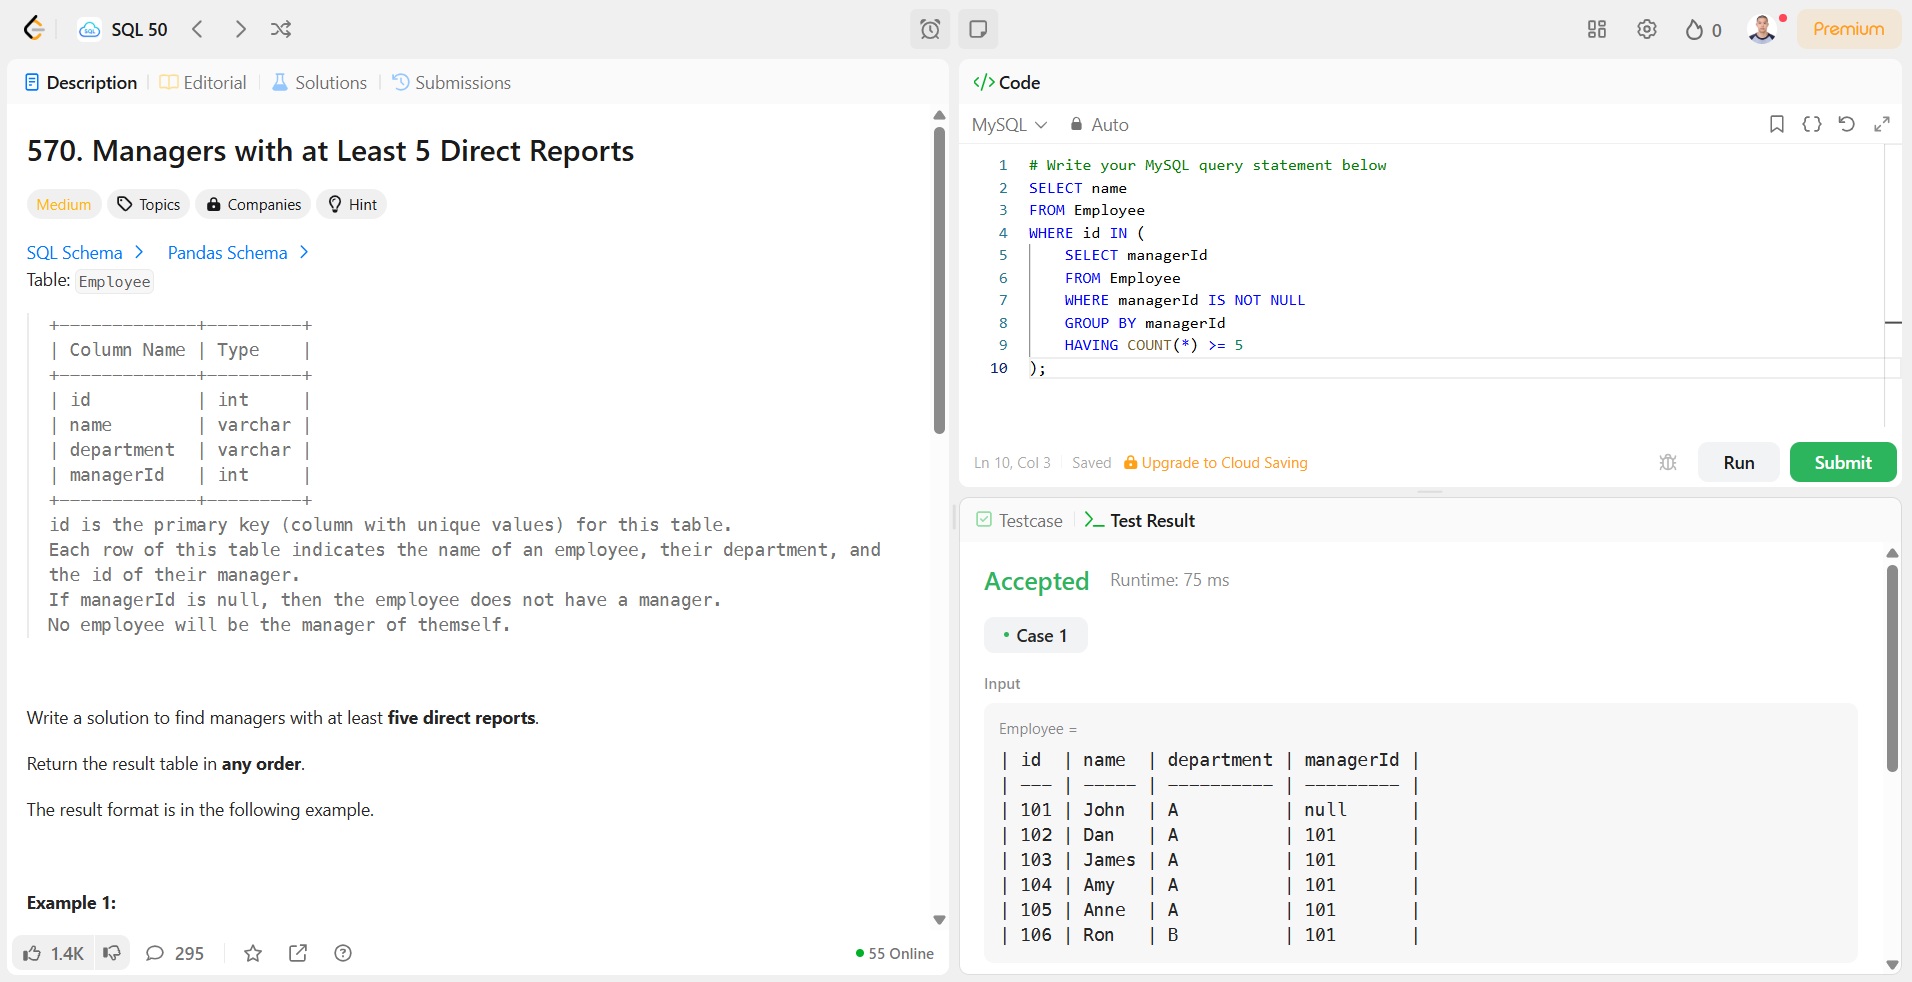 SQL 50
0
Premium
Description
Editorial
Solutions
Submissions
570. Managers with at Least 5 Direct Reports
Medium
Topics
Companies
Hint
SQL Schema
Pandas Schema
Table: Employee
+-------------+---------+
| Column Name | Type    |
+-------------+---------+
| id          | int     |
| name        | varchar |
| department  | varchar |
| managerId   | int     |
+-------------+---------+
id is the primary key (column with unique values) for this table.
Each row of this table indicates the name of an employee, their department, and
the id of their manager.
If managerId is null, then the employee does not have a manager.
No employee will be the manager of themself.
Write a solution to find managers with at least five direct reports.
Return the result table in any order.
The result format is in the following example.
Example 1:
1.4K
295
55 Online
</> Code
MySQL
Auto
1 # Write your MySQL query statement below
2 SELECT name
3 FROM Employee
4 WHERE id IN (
5     SELECT managerId
6     FROM Employee
7     WHERE managerId IS NOT NULL
8     GROUP BY managerId
9     HAVING COUNT(*) >= 5
10 );
Ln 10, Col 3
Saved
Upgrade to Cloud Saving
Run
Submit
Testcase
Test Result
Accepted
Runtime: 75 ms
Case 1
Input
Employee =
| id  | name  | department | managerId |
| --- | ----- | ---------- | --------- |
| 101 | John  | A          | null      |
| 102 | Dan   | A          | 101       |
| 103 | James | A          | 101       |
| 104 | Amy   | A          | 101       |
| 105 | Anne  | A          | 101       |
| 106 | Ron   | B          | 101       |